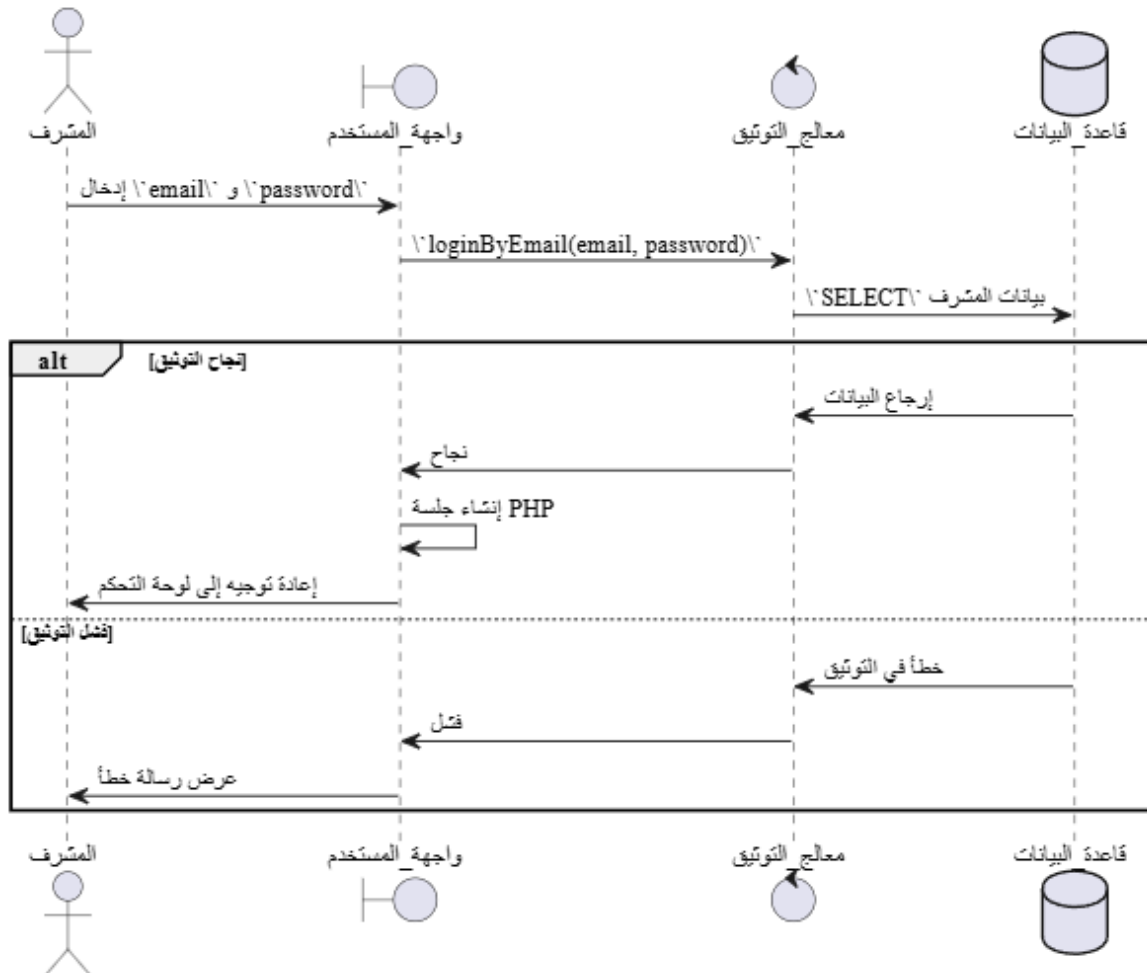 المشرف
واجهة_المستخدم
معالج_التوثيق
قاعدة_البيانات
إدخال \`email\` و \`password\`
\`loginByEmail(email, password)\`
\`SELECT\` بيانات المشرف
alt [نجاح التوثيق]
إرجاع البيانات
نجاح
إنشاء جلسة PHP
إعادة توجيه إلى لوحة التحكم
[فشل التوثيق]
خطأ في التوثيق
فشل
عرض رسالة خطأ
المشرف
واجهة_المستخدم
معالج_التوثيق
قاعدة_البيانات